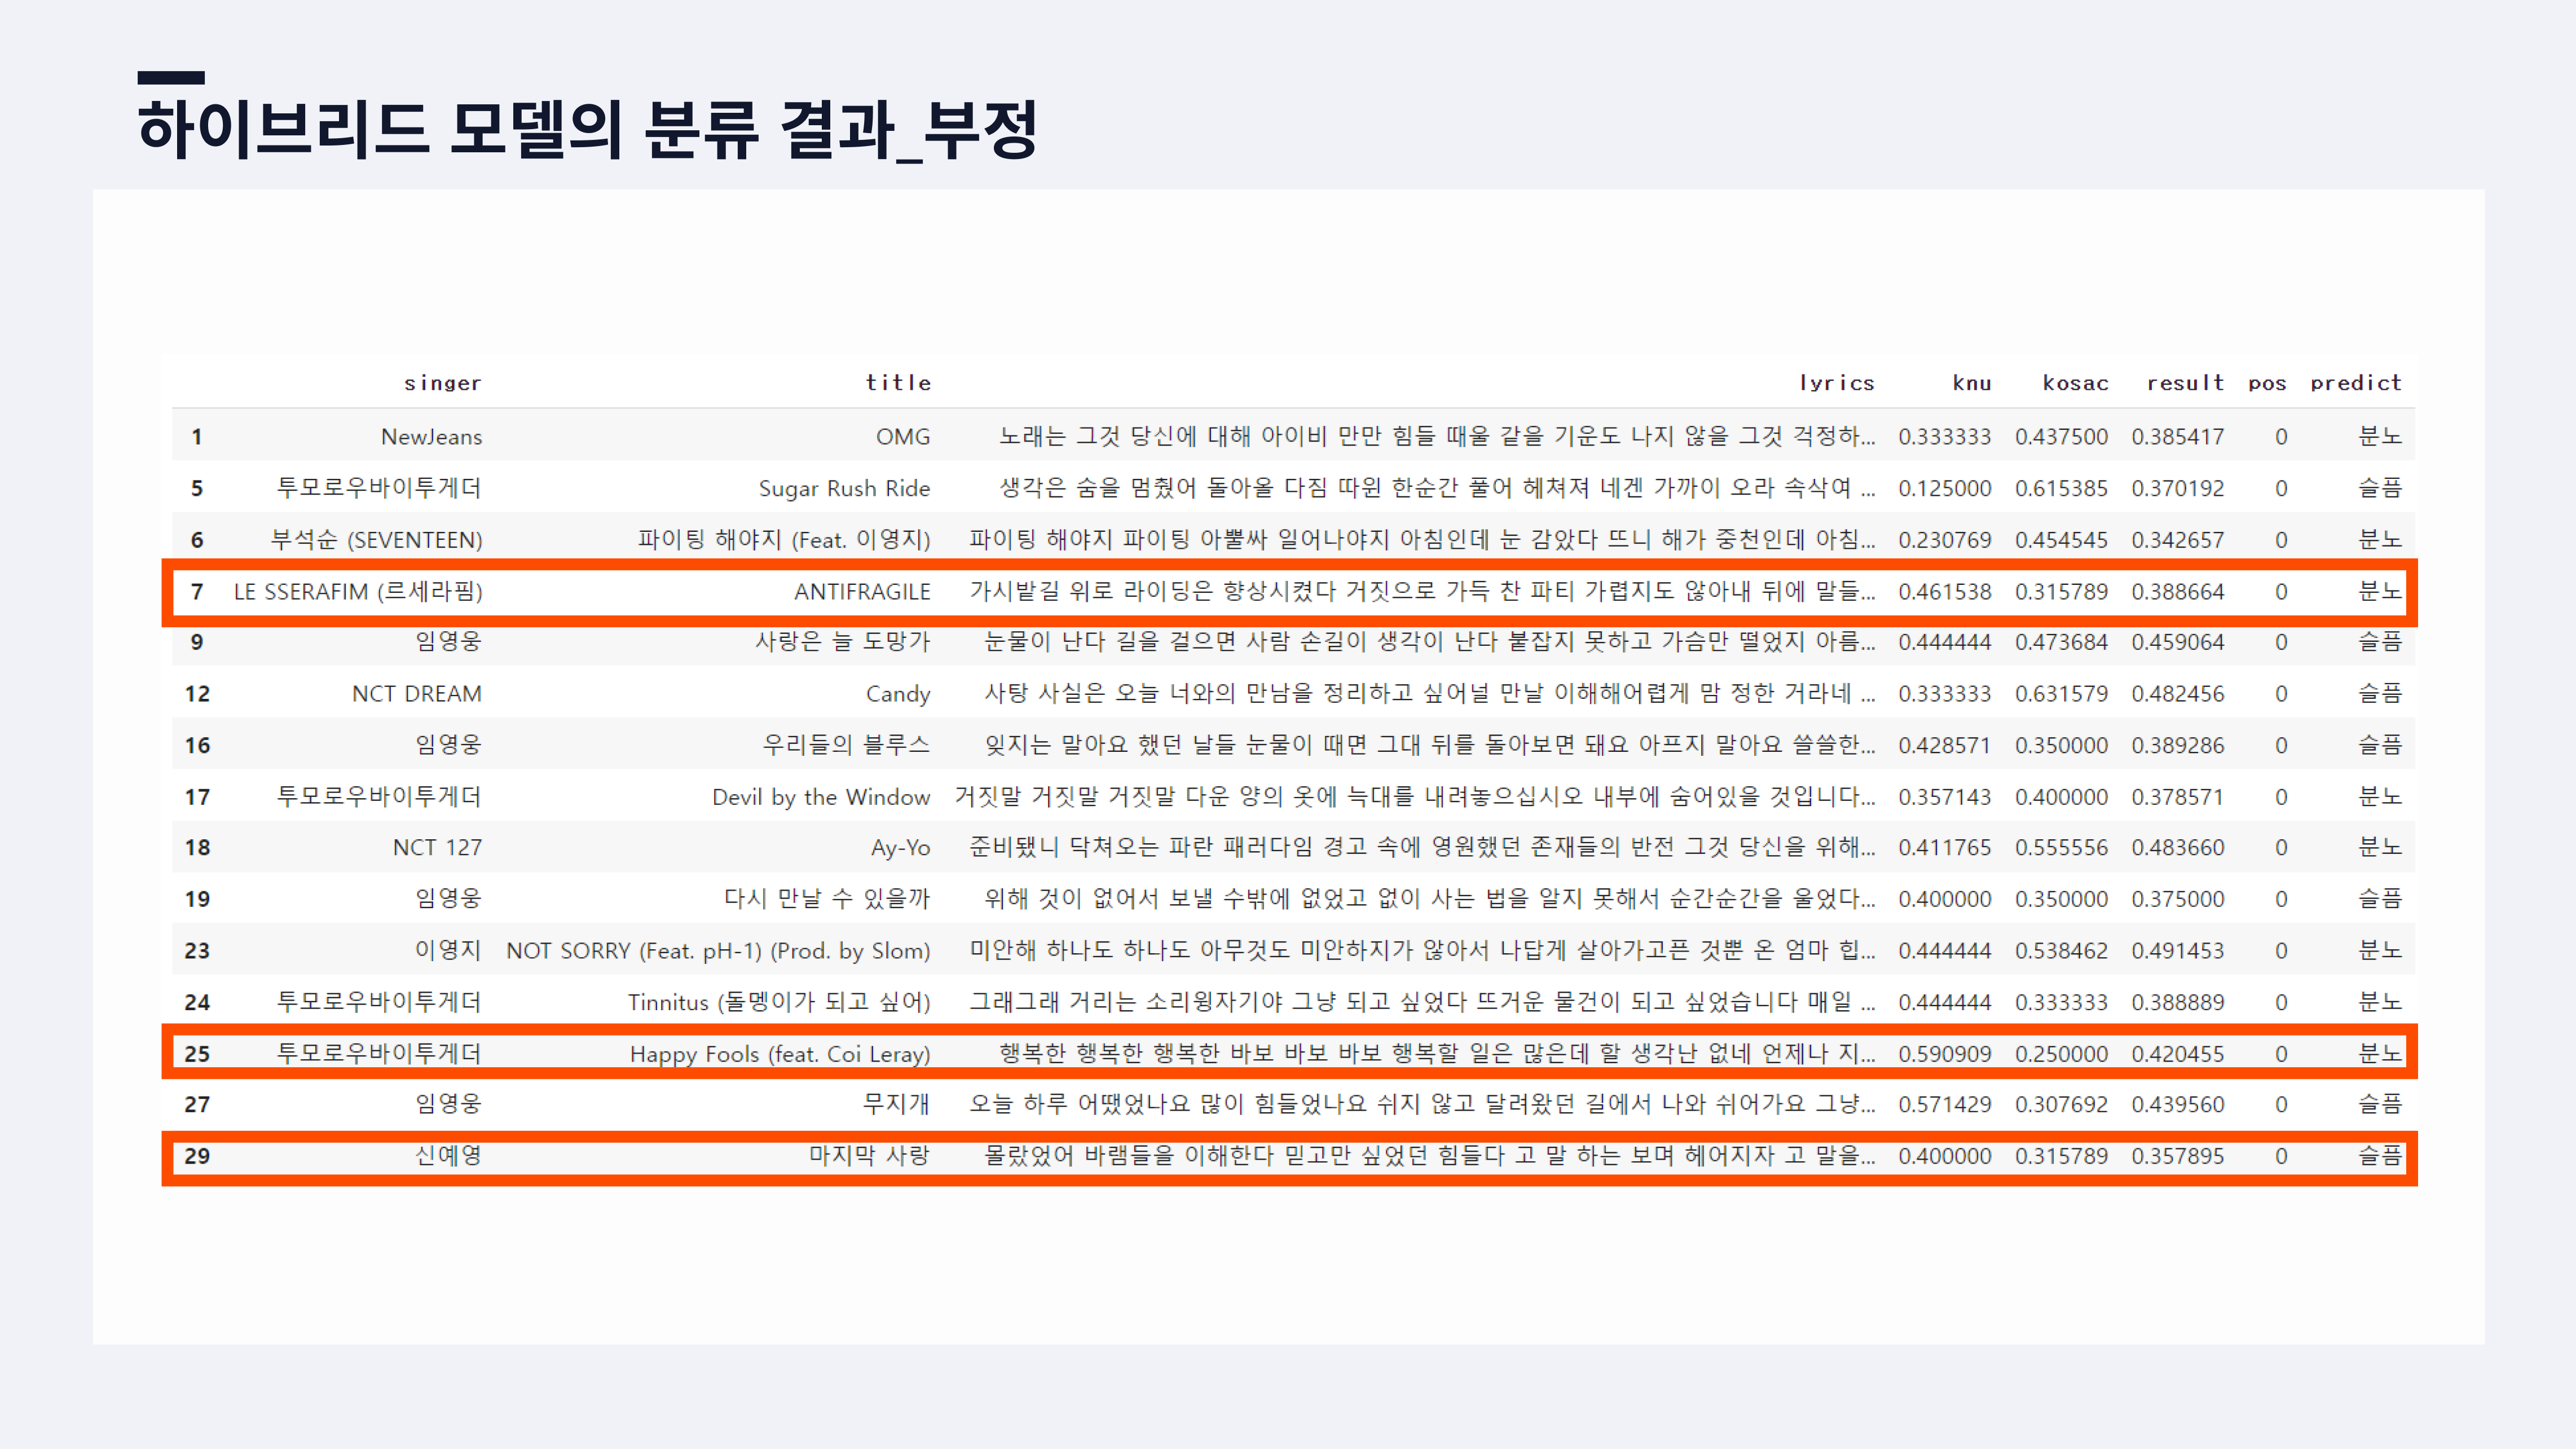 하이브리드 모델의 분류 결과_부정
singer title lyrics knu kosac result pos predict
1 NewJeans OMG 노래는 그것 당신에 대해 아이비 만만 힘들 때울 같을 기운도 나지 않을 그것 걱정하... 0.333333 0.437500 0.385417 0 분노
5 투모로우바이투게더 Sugar Rush Ride 생각은 숨을 멈췄어 돌아올 다짐 따윈 한순간 풀어 헤쳐져 네겐 가까이 오라 속삭여 ... 0.125000 0.615385 0.370192 0 슬픔
6 부석순 (SEVENTEEN) 파이팅 해야지 (Feat. 이영지) 파이팅 해야지 파이팅 아뿔싸 일어나야지 아침인데 눈 감았다 뜨니 해가 중천인데 아침... 0.230769 0.454545 0.342657 0 분노
7 LE SSERAFIM (르세라핌) ANTIFRAGILE 가시밭길 위로 라이딩은 향상시켰다 거짓으로 가득 찬 파티 가렵지도 않아내 뒤에 말들... 0.461538 0.315789 0.388664 0 분노
9 임영웅 사랑은 늘 도망가 눈물이 난다 길을 걸으면 사람 손길이 생각이 난다 붙잡지 못하고 가슴만 떨었지 아름... 0.444444 0.473684 0.459064 0 슬픔
12 NCT DREAM Candy 사탕 사실은 오늘 너와의 만남을 정리하고 싶어널 만날 이해해어렵게 맘 정한 거라네 ... 0.333333 0.631579 0.482456 0 슬픔
16 임영웅 우리들의 블루스 잊지는 말아요 했던 날들 눈물이 때면 그대 뒤를 돌아보면 돼요 아프지 말아요 쓸쓸한... 0.428571 0.350000 0.389286 0 슬픔
17 투모로우바이투게더 Devil by the Window 거짓말 거짓말 거짓말 다운 양의 옷에 늑대를 내려놓으십시오 내부에 숨어있을 것입니다... 0.357143 0.400000 0.378571 0 분노
18 NCT 127 Ay-Yo 준비됐니 닥쳐오는 파란 패러다임 경고 속에 영원했던 존재들의 반전 그것 당신을 위해... 0.411765 0.555556 0.483660 0 분노
19 임영웅 다시 만날 수 있을까 위해 것이 없어서 보낼 수밖에 없었고 없이 사는 법을 알지 못해서 순간순간을 울었다... 0.400000 0.350000 0.375000 0 슬픔
23 이영지 NOT SORRY (Feat. pH-1) (Prod. by Slom) 미안해 하나도 하나도 아무것도 미안하지가 않아서 나답게 살아가고픈 것뿐 온 엄마 힙... 0.444444 0.538462 0.491453 0 분노
24 투모로우바이투게더 Tinnitus (돌멩이가 되고 싶어) 그래그래 거리는 소리윙자기야 그냥 되고 싶었다 뜨거운 물건이 되고 싶었습니다 매일 ... 0.444444 0.333333 0.388889 0 분노
25 투모로우바이투게더 Happy Fools (feat. Coi Leray) 행복한 행복한 행복한 바보 바보 바보 행복할 일은 많은데 할 생각난 없네 언제나 지... 0.590909 0.250000 0.420455 0 분노
27 임영웅 무지개 오늘 하루 어땠었나요 많이 힘들었나요 쉬지 않고 달려왔던 길에서 나와 쉬어가요 그냥... 0.571429 0.307692 0.439560 0 슬픔
29 신예영 마지막 사랑 몰랐었어 바램들을 이해한다 믿고만 싶었던 힘들다 고 말 하는 보며 헤어지자 고 말을... 0.400000 0.315789 0.357895 0 슬픔